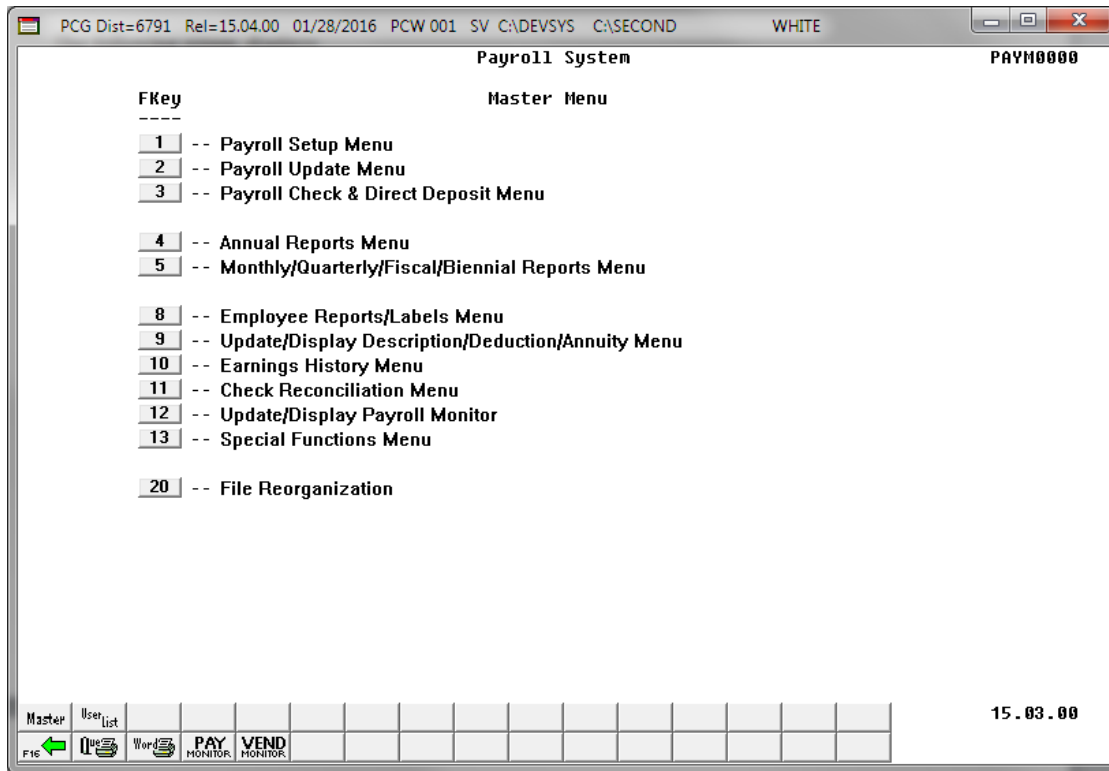 PCG Dist=6791 Rel=15.04.00 01/28/2016 PCW 001 SV C:\DEVSYS C:\SECOND WHITE
Payroll System PAYM0000
FKey Master Menu
----
1 -- Payroll Setup Menu
2 -- Payroll Update Menu
3 -- Payroll Check & Direct Deposit Menu
4 -- Annual Reports Menu
5 -- Monthly/Quarterly/Fiscal/Biennial Reports Menu
8 -- Employee Reports/Labels Menu
9 -- Update/Display Description/Deduction/Annuity Menu
10 -- Earnings History Menu
11 -- Check Reconciliation Menu
12 -- Update/Display Payroll Monitor
13 -- Special Functions Menu
20 -- File Reorganization
Master User List 15.03.00
F16 Que Word PAY MONITOR VEND MONITOR